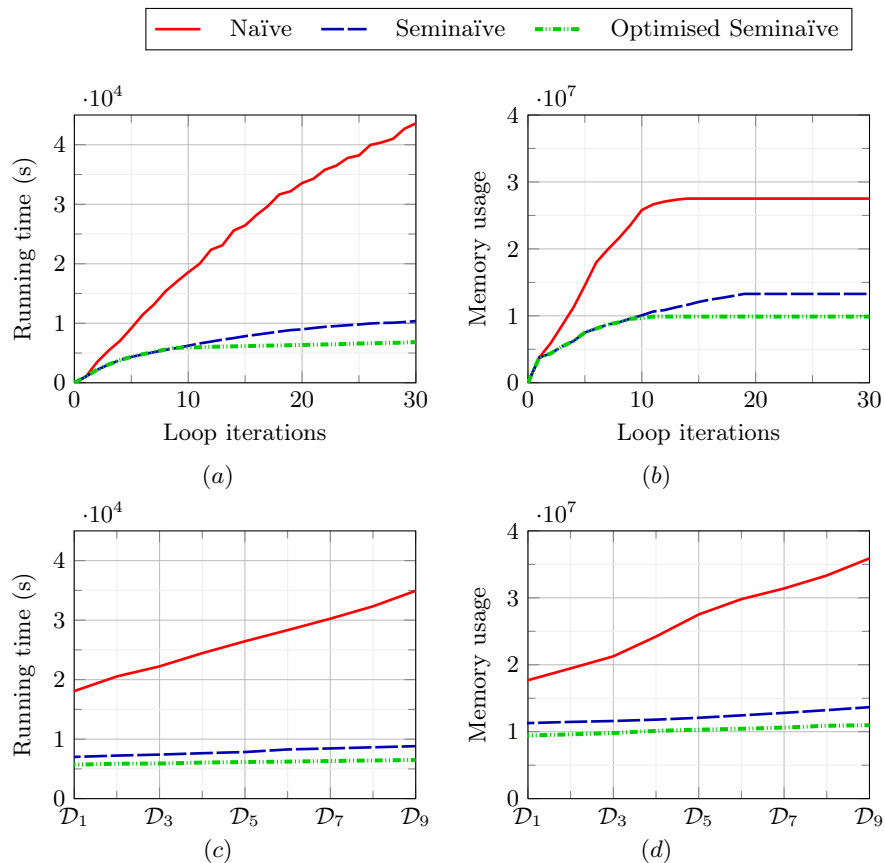 Naïve Seminaïve Optimised Seminaïve
·10^4
Running time (s)
4
3
2
1
0
0 10 20 30
Loop iterations
(a)
·10^7
Memory usage
4
3
2
1
0
0 10 20 30
Loop iterations
(b)
·10^4
Running time (s)
4
3
2
1
0
𝒟₁ 𝒟₃ 𝒟₅ 𝒟₇ 𝒟₉
(c)
·10^7
Memory usage
4
3
2
1
0
𝒟₁ 𝒟₃ 𝒟₅ 𝒟₇ 𝒟₉
(d)